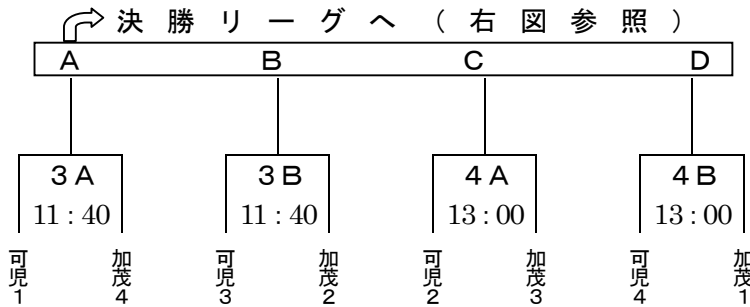 決勝リーグへ（右図参照）
A B C D
3A 3B 4A 4B
11:40 11:40 13:00 13:00
可児1 加茂4 可児3 加茂2 可児2 加茂3 可児4 加茂1